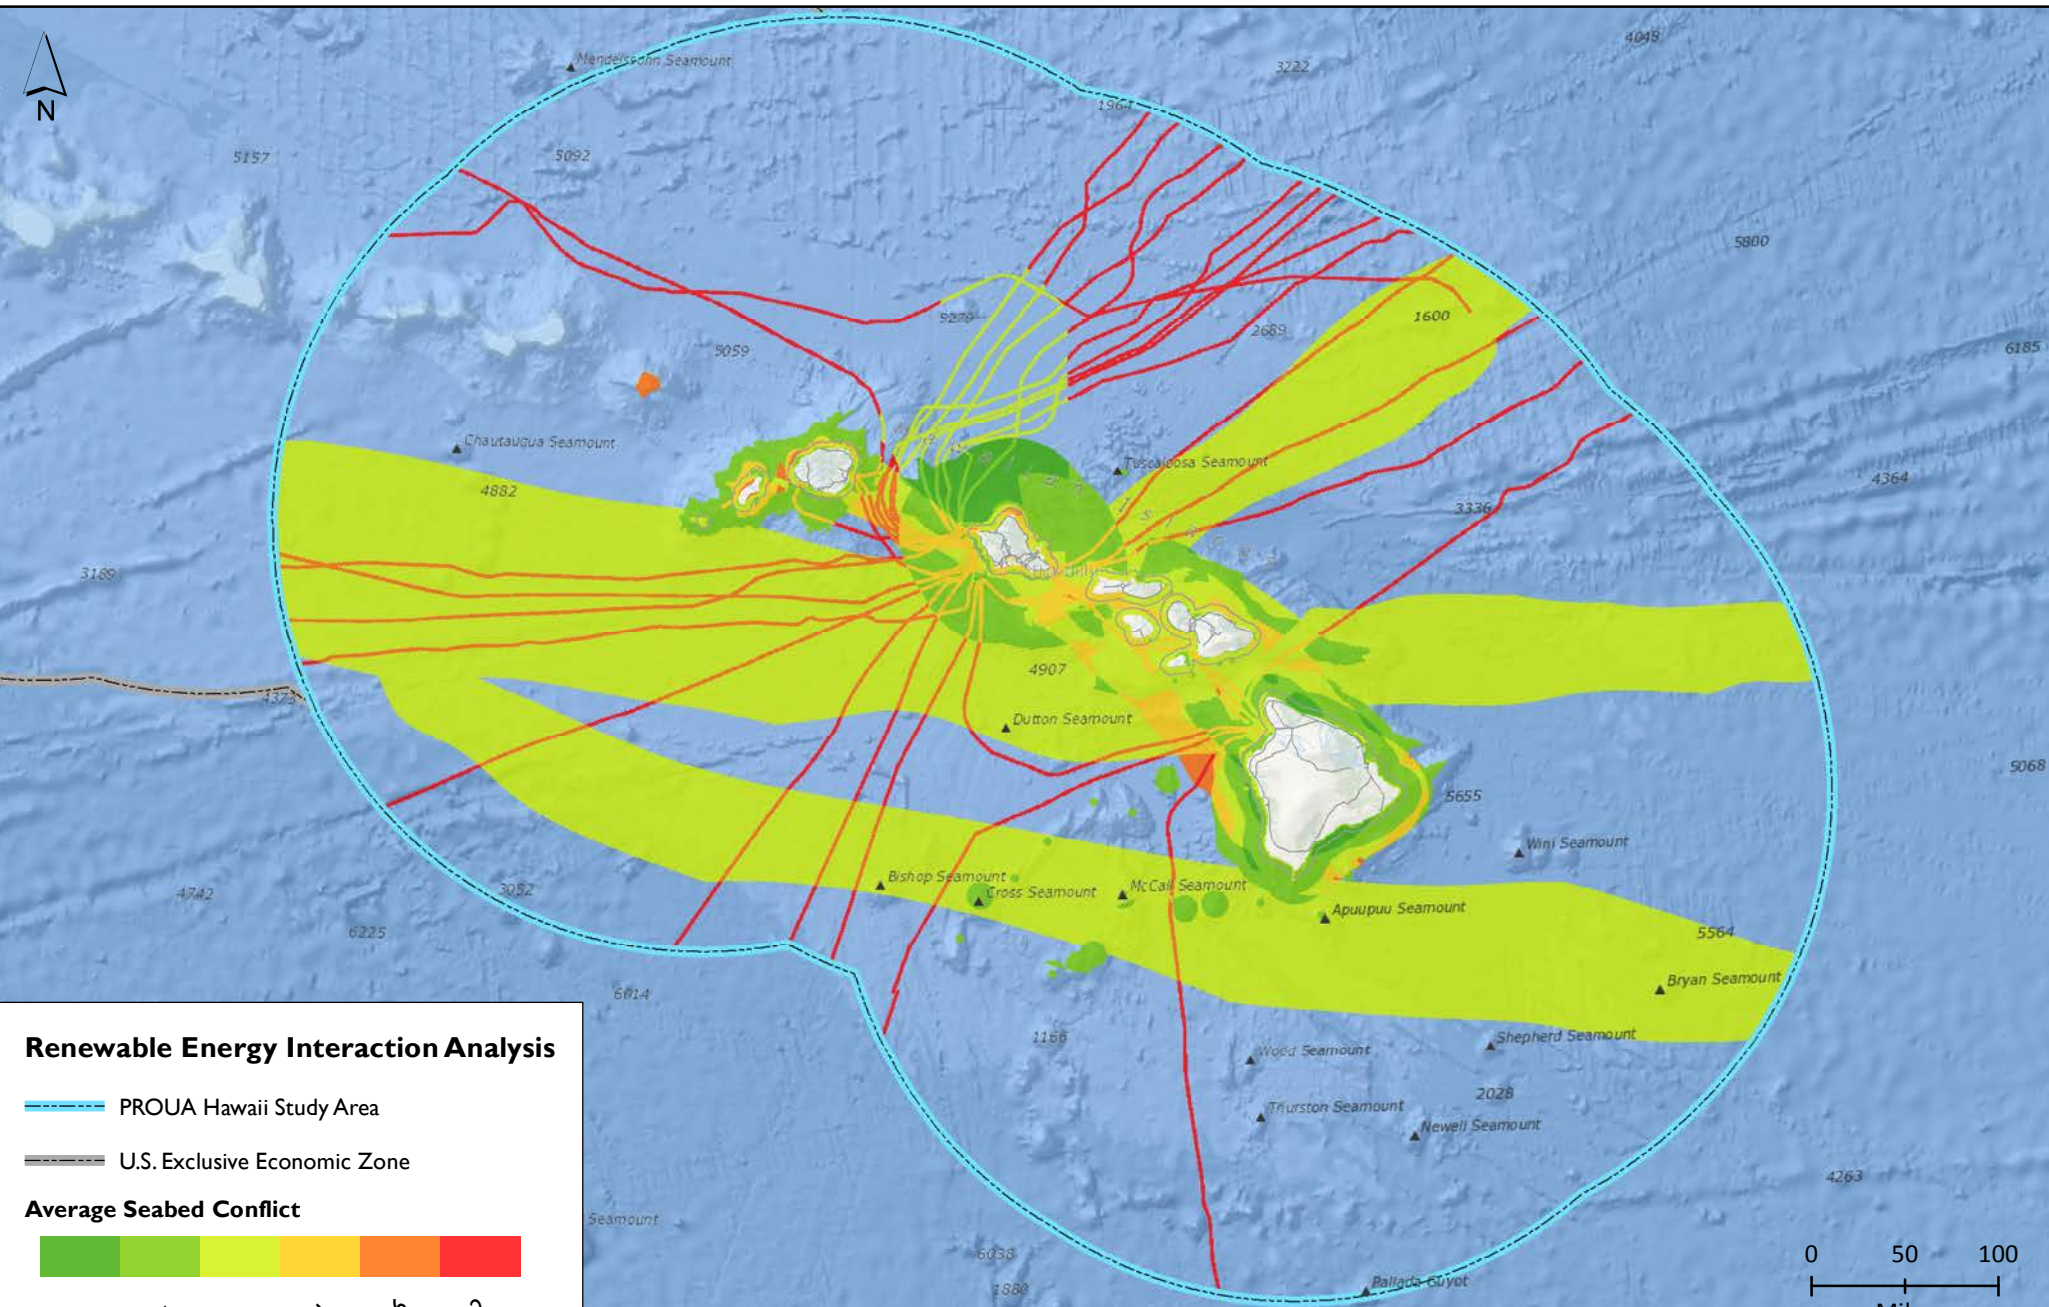 N
Mendelssohn Seamount
4048
3222
1964
5157
5092
5800
5279
1600
2689
6185
5059
Chautauqua Seamount
Tuscaloosa Seamount
4882
4364
3336
3189
4907
4373
Dutton Seamount
5068
5655
Wini Seamount
Bishop Seamount
Cross Seamount
McCall Seamount
4742
3052
Apuupuu Seamount
6225
5564
Bryan Seamount
6014
1166
Wood Seamount
Shepherd Seamount
2028
Thurston Seamount
Newell Seamount
4263
Seamount
6038
1880
Pallada Guyot
Renewable Energy Interaction Analysis
PROUA Hawaii Study Area
U.S. Exclusive Economic Zone
Average Seabed Conflict
0 50 100